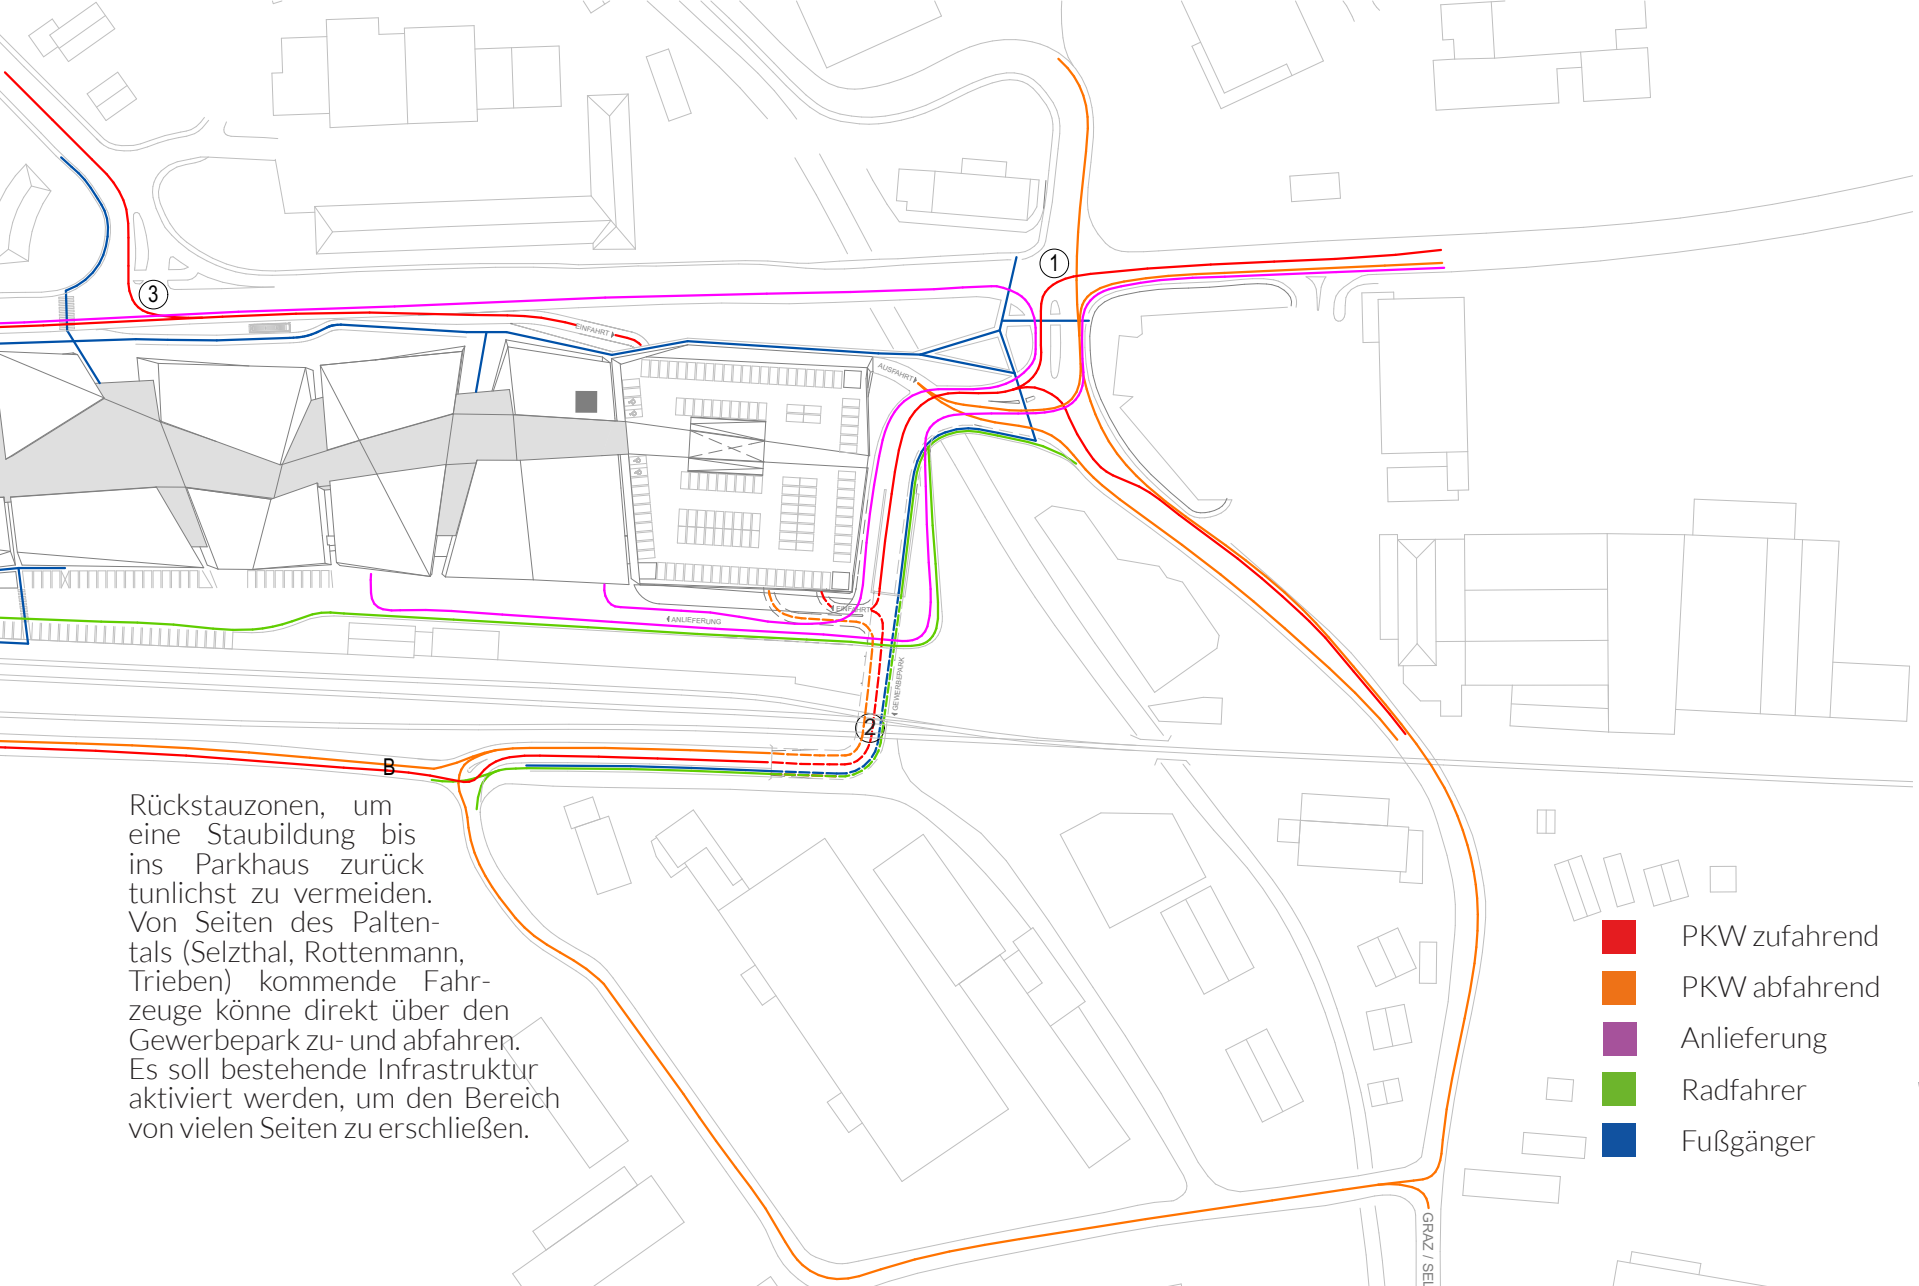 1
3
EINFAHRT
AUSFAHRT
EINFAHRT
ANLIEFERUNG
GEWERBEPARK
2
B
Rückstauzonen, um
eine Staubildung bis
ins Parkhaus zurück
tunlichst zu vermeiden.
Von Seiten des Palten-
tals (Selzthal, Rottenmann,
Trieben) kommende Fahr-
zeuge könne direkt über den
Gewerbepark zu- und abfahren.
Es soll bestehende Infrastruktur
aktiviert werden, um den Bereich
von vielen Seiten zu erschließen.
PKW zufahrend
PKW abfahrend
Anlieferung
Radfahrer
Fußgänger
GRAZ / SEL